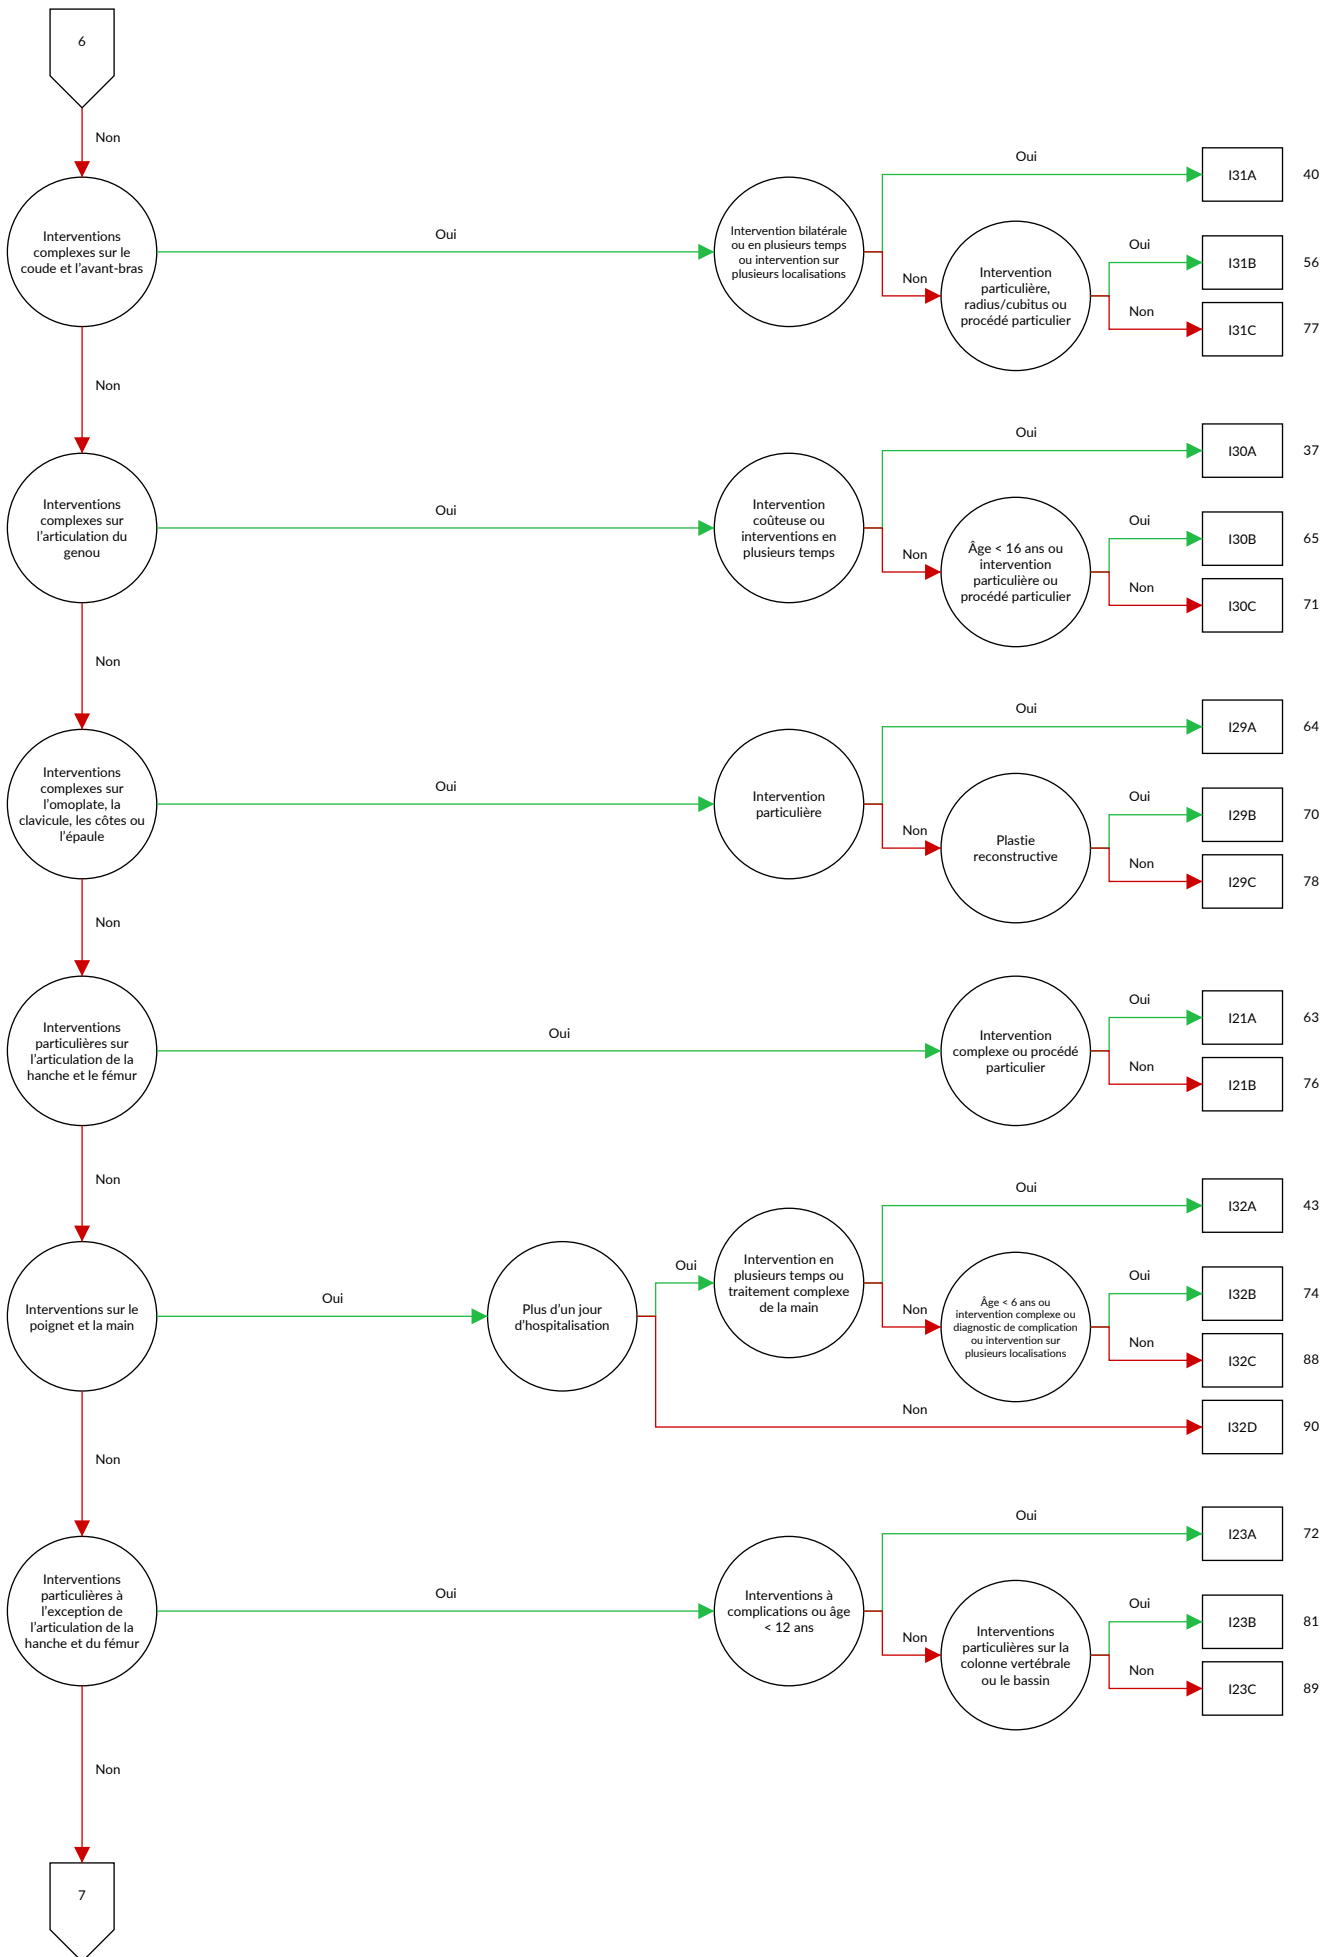 6
Non
Oui
I31A 40
Interventions
complexes sur le
coude et l'avant-bras
Oui
Intervention bilatérale
ou en plusieurs temps
ou intervention sur
plusieurs localisations
Non
Intervention
particulière,
radius/cubitus ou
procédé particulier
Oui
I31B 56
Non
I31C 77
Non
Oui
I30A 37
Interventions
complexes sur
l'articulation du
genou
Oui
Intervention
coûteuse ou
interventions en
plusieurs temps
Non
Âge < 16 ans ou
intervention
particulière ou
procédé particulier
Oui
I30B 65
Non
I30C 71
Non
Oui
I29A 64
Interventions
complexes sur
l'omoplate, la
clavicule, les côtes ou
l'épaule
Oui
Intervention
particulière
Non
Plastie
reconstructive
Oui
I29B 70
Non
I29C 78
Non
Interventions
particulières sur
l'articulation de la
hanche et le fémur
Oui
Intervention
complexe ou procédé
particulier
Oui
I21A 63
Non
I21B 76
Non
Interventions sur le
poignet et la main
Oui
Plus d'un jour
d'hospitalisation
Oui
Intervention en
plusieurs temps ou
traitement complexe
de la main
Oui
I32A 43
Non
Âge < 6 ans ou
intervention complexe ou
diagnostic de complication
ou intervention sur
plusieurs localisations
Oui
I32B 74
Non
I32C 88
Non
I32D 90
Non
Oui
I23A 72
Interventions
particulières à
l'exception de
l'articulation de la
hanche et du fémur
Oui
Interventions à
complications ou âge
< 12 ans
Non
Interventions
particulières sur la
colonne vertébrale
ou le bassin
Oui
I23B 81
Non
I23C 89
Non
7